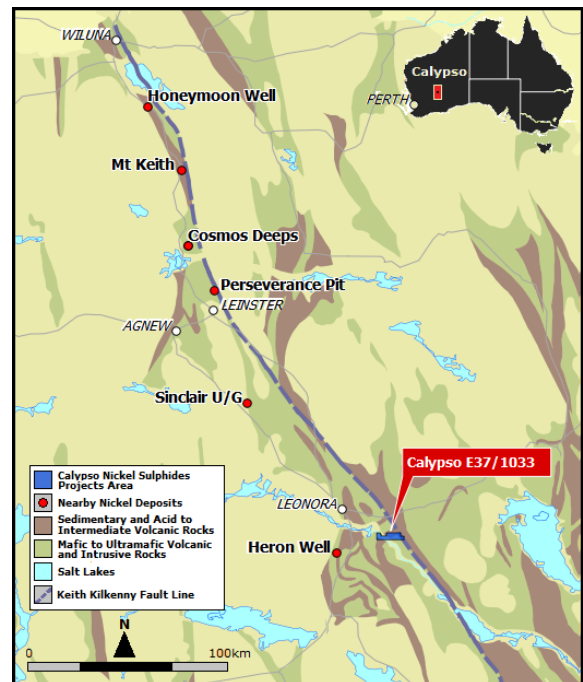 WILUNA
Calypso
PERTH
Honeymoon Well
Mt Keith
Cosmos Deeps
Perseverance Pit
LEINSTER
AGNEW
Sinclair U/G
Calypso E37/1033
LEONORA
Heron Well
Calypso Nickel Sulphides
Projects Area
Nearby Nickel Deposits
Sedimentary and Acid to
Intermediate Volcanic Rocks
Mafic to Ultramafic Volcanic
and Intrusive Rocks
Salt Lakes
Keith Kilkenny Fault Line
N
0 100km